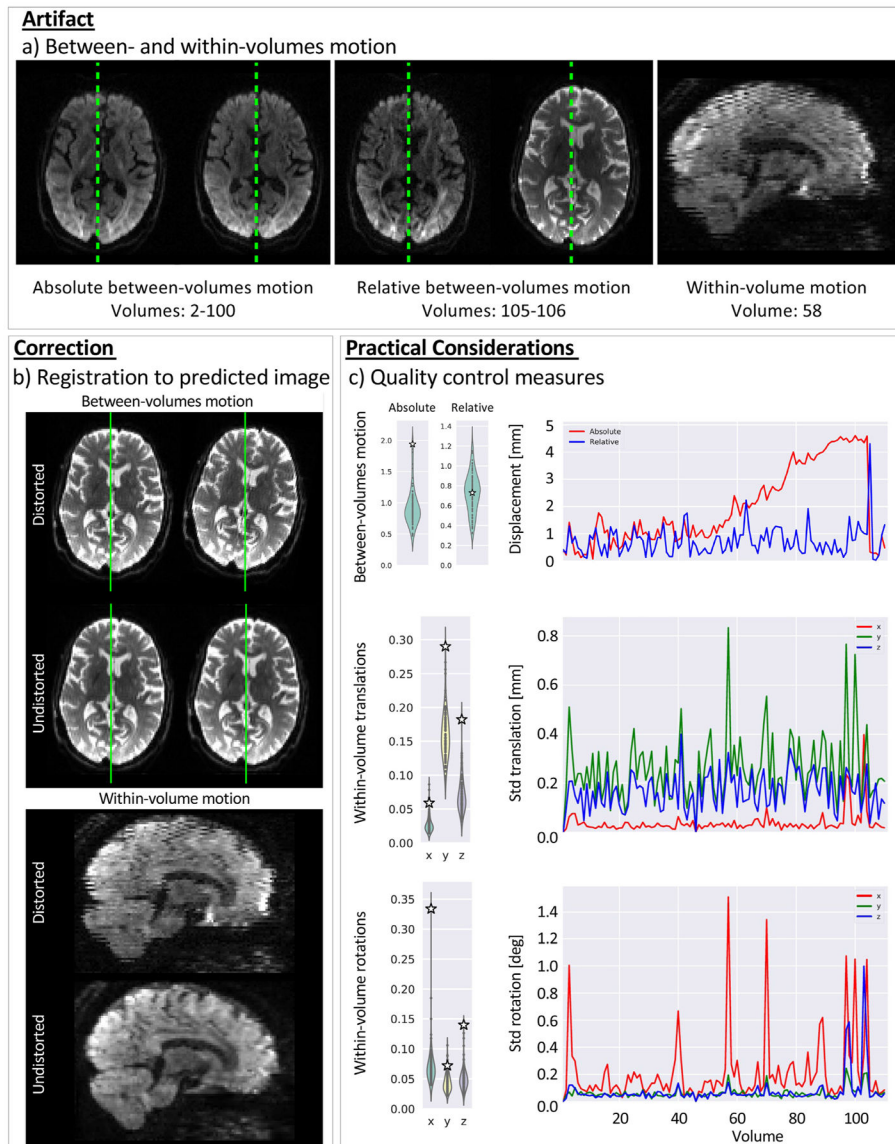 Artifact
a) Between- and within-volumes motion
Absolute between-volumes motion
Volumes: 2-100
Relative between-volumes motion
Volumes: 105-106
Within-volume motion
Volume: 58
Correction
b) Registration to predicted image
Between-volumes motion
Distorted
Undistorted
Within-volume motion
Distorted
Undistorted
Practical Considerations
c) Quality control measures
Between-volumes motion
Absolute
2.0
1.5
1.0
0.5
0.0
Relative
1.4
1.2
1.0
0.8
0.6
0.4
0.2
0.0
Displacement [mm]
5
4
3
2
1
0
Absolute
Relative
Within-volume translations
0.30
0.25
0.20
0.15
0.10
0.05
0.00
x y z
Std translation [mm]
0.8
0.6
0.4
0.2
0.0
x
y
z
Within-volume rotations
0.35
0.30
0.25
0.20
0.15
0.10
0.05
0.00
x y z
Std rotation [deg]
1.4
1.2
1.0
0.8
0.6
0.4
0.2
0.0
x
y
z
20 40 60 80 100
Volume